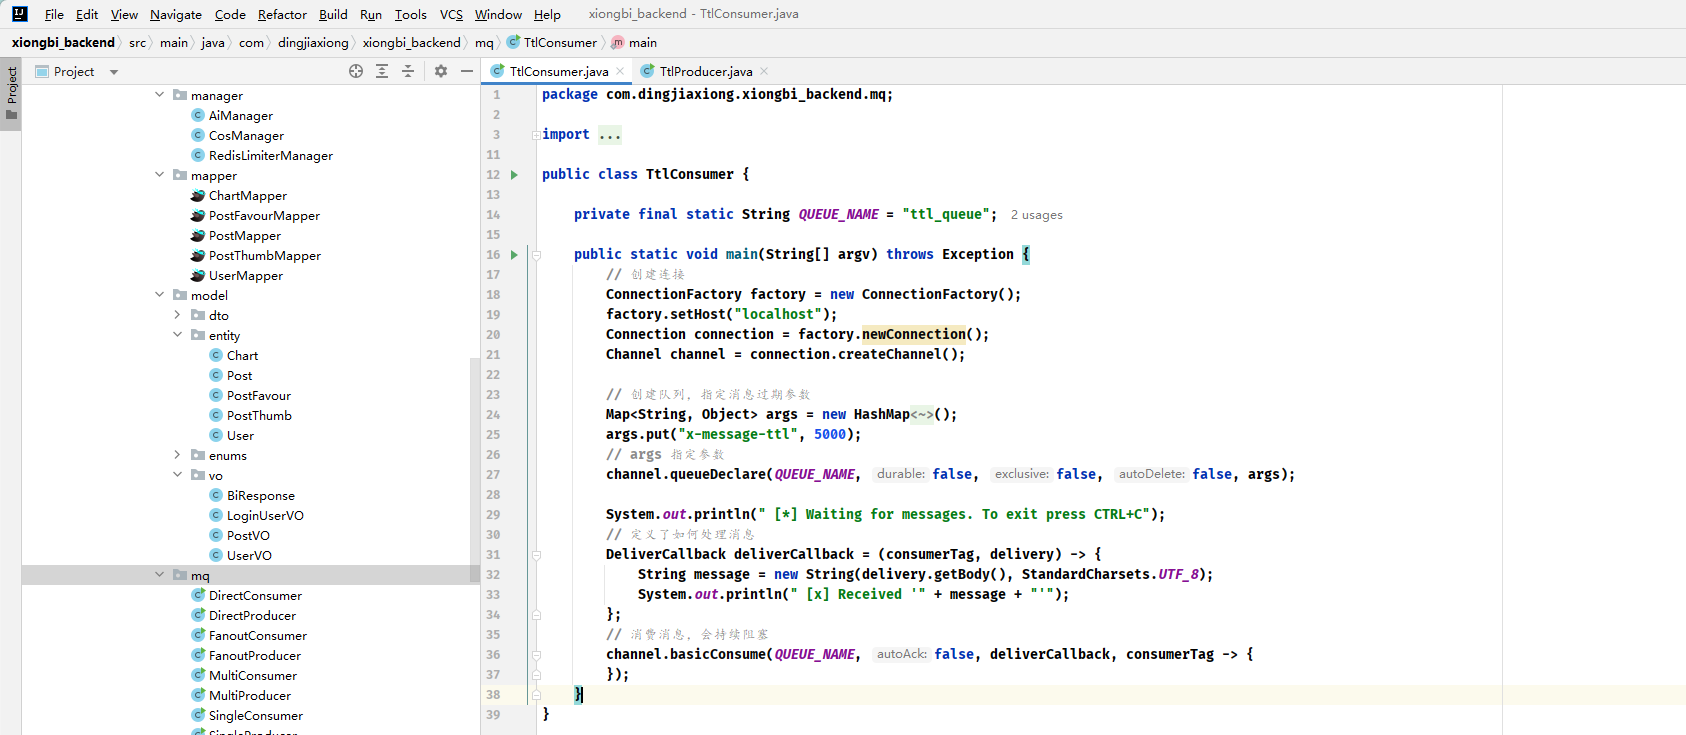 File Edit View Navigate Code Refactor Build Run Tools VCS Window Help xiongbi_backend - TtlConsumer.java
xiongbi_backend src main java com dingjiaxiong xiongbi_backend mq TtlConsumer main
Project
Project
manager
AiManager
CosManager
RedisLimiterManager
mapper
ChartMapper
PostFavourMapper
PostMapper
PostThumbMapper
UserMapper
model
dto
entity
Chart
Post
PostFavour
PostThumb
User
enums
vo
BiResponse
LoginUserVO
PostVO
UserVO
mq
DirectConsumer
DirectProducer
FanoutConsumer
FanoutProducer
MultiConsumer
MultiProducer
SingleConsumer
SingleProducer
TtlConsumer.java TtlProducer.java
1 package com.dingjiaxiong.xiongbi_backend.mq;
2
3 import ...
11
12 public class TtlConsumer {
13
14 private final static String QUEUE_NAME = "ttl_queue"; 2 usages
15
16 public static void main(String[] argv) throws Exception {
17 // 创建连接
18 ConnectionFactory factory = new ConnectionFactory();
19 factory.setHost("localhost");
20 Connection connection = factory.newConnection();
21 Channel channel = connection.createChannel();
22
23 // 创建队列，指定消息过期参数
24 Map<String, Object> args = new HashMap<~>();
25 args.put("x-message-ttl", 5000);
26 // args 指定参数
27 channel.queueDeclare(QUEUE_NAME, durable: false, exclusive: false, autoDelete: false, args);
28
29 System.out.println(" [*] Waiting for messages. To exit press CTRL+C");
30 // 定义了如何处理消息
31 DeliverCallback deliverCallback = (consumerTag, delivery) -> {
32 String message = new String(delivery.getBody(), StandardCharsets.UTF_8);
33 System.out.println(" [x] Received '" + message + "'");
34 };
35 // 消费消息，会持续阻塞
36 channel.basicConsume(QUEUE_NAME, autoAck: false, deliverCallback, consumerTag -> {
37 });
38 }
39 }